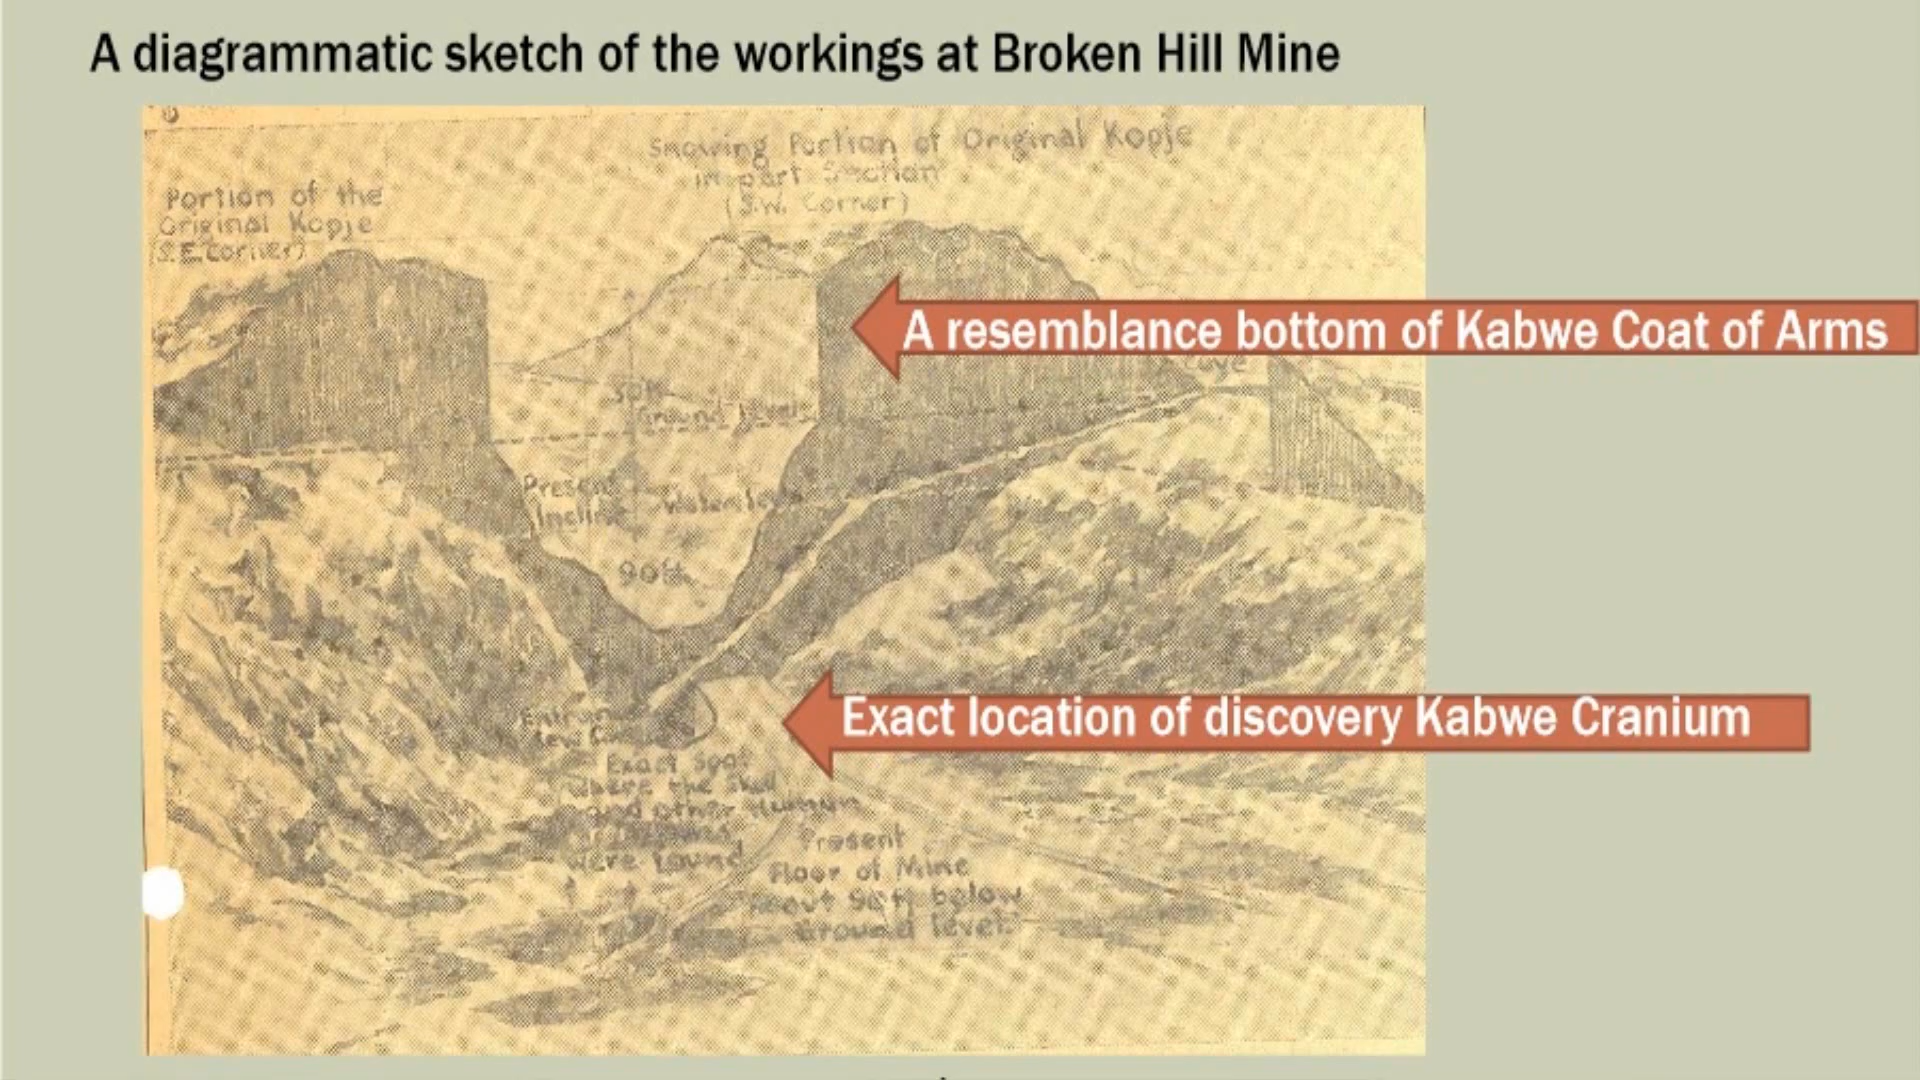 A diagrammatic sketch of the workings at Broken Hill Mine
Showing Portion of Original Kopje
in part Section
(S.W. Corner)
Portion of the
Original Kopje
(S.E corner)
A resemblance bottom of Kabwe Coat of Arms
50ft
Ground level
Present
Incline
Waterlevel
90ft
Exact location of discovery Kabwe Cranium
Exact spot
where the skull
and other Human
were found
Present
Floor of Mine
About 90ft below
Ground level.